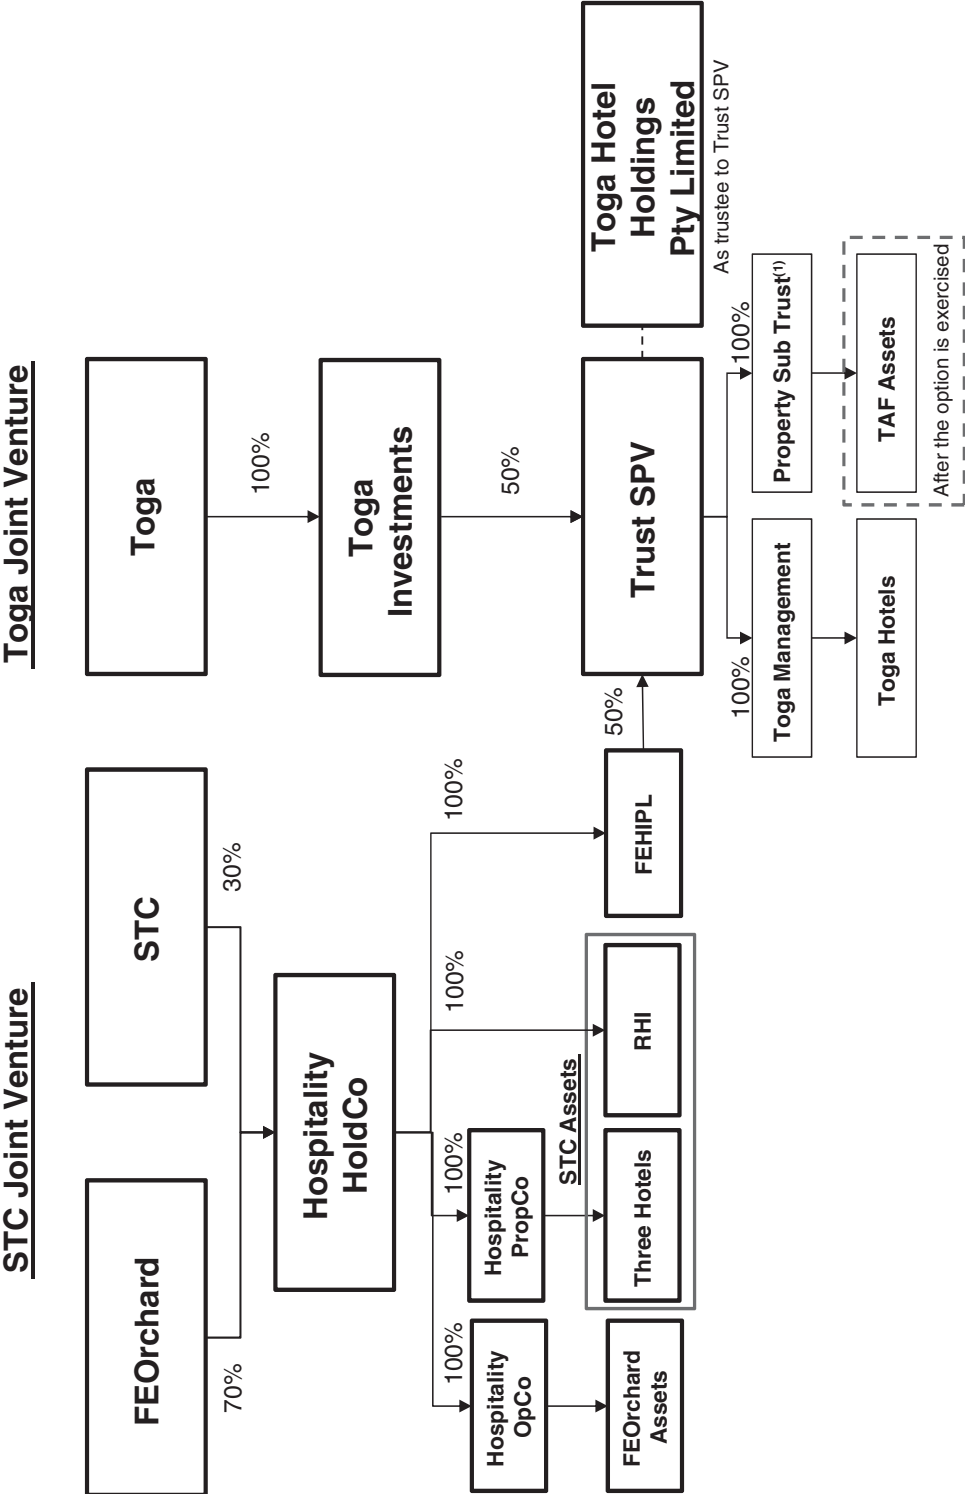 STC Joint Venture
Toga Joint Venture
FEOrchard
STC
Toga
70%
30%
100%
Hospitality
HoldCo
Toga
Investments
100%
100%
100%
100%
50%
Hospitality
OpCo
Hospitality
PropCo
STC Assets
FEOrchard
Assets
Three Hotels
RHI
FEHIPL
50%
Trust SPV
Toga Hotel
Holdings
Pty Limited
As trustee to Trust SPV
100%
100%
Toga Management
Property Sub Trust(1)
Toga Hotels
TAF Assets
After the option is exercised